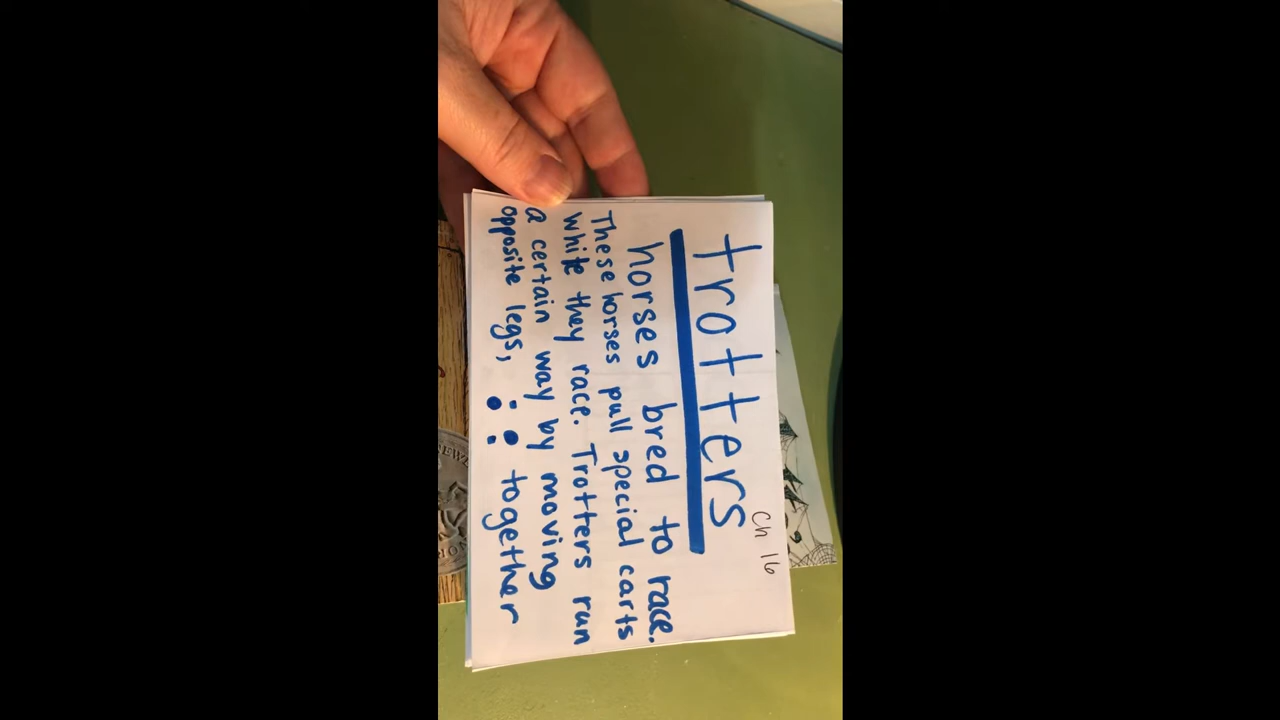 Ch 16
trotters
horses bred to race.
These horses pull special carts
while they race. Trotters run
a certain way by moving
opposite legs, together